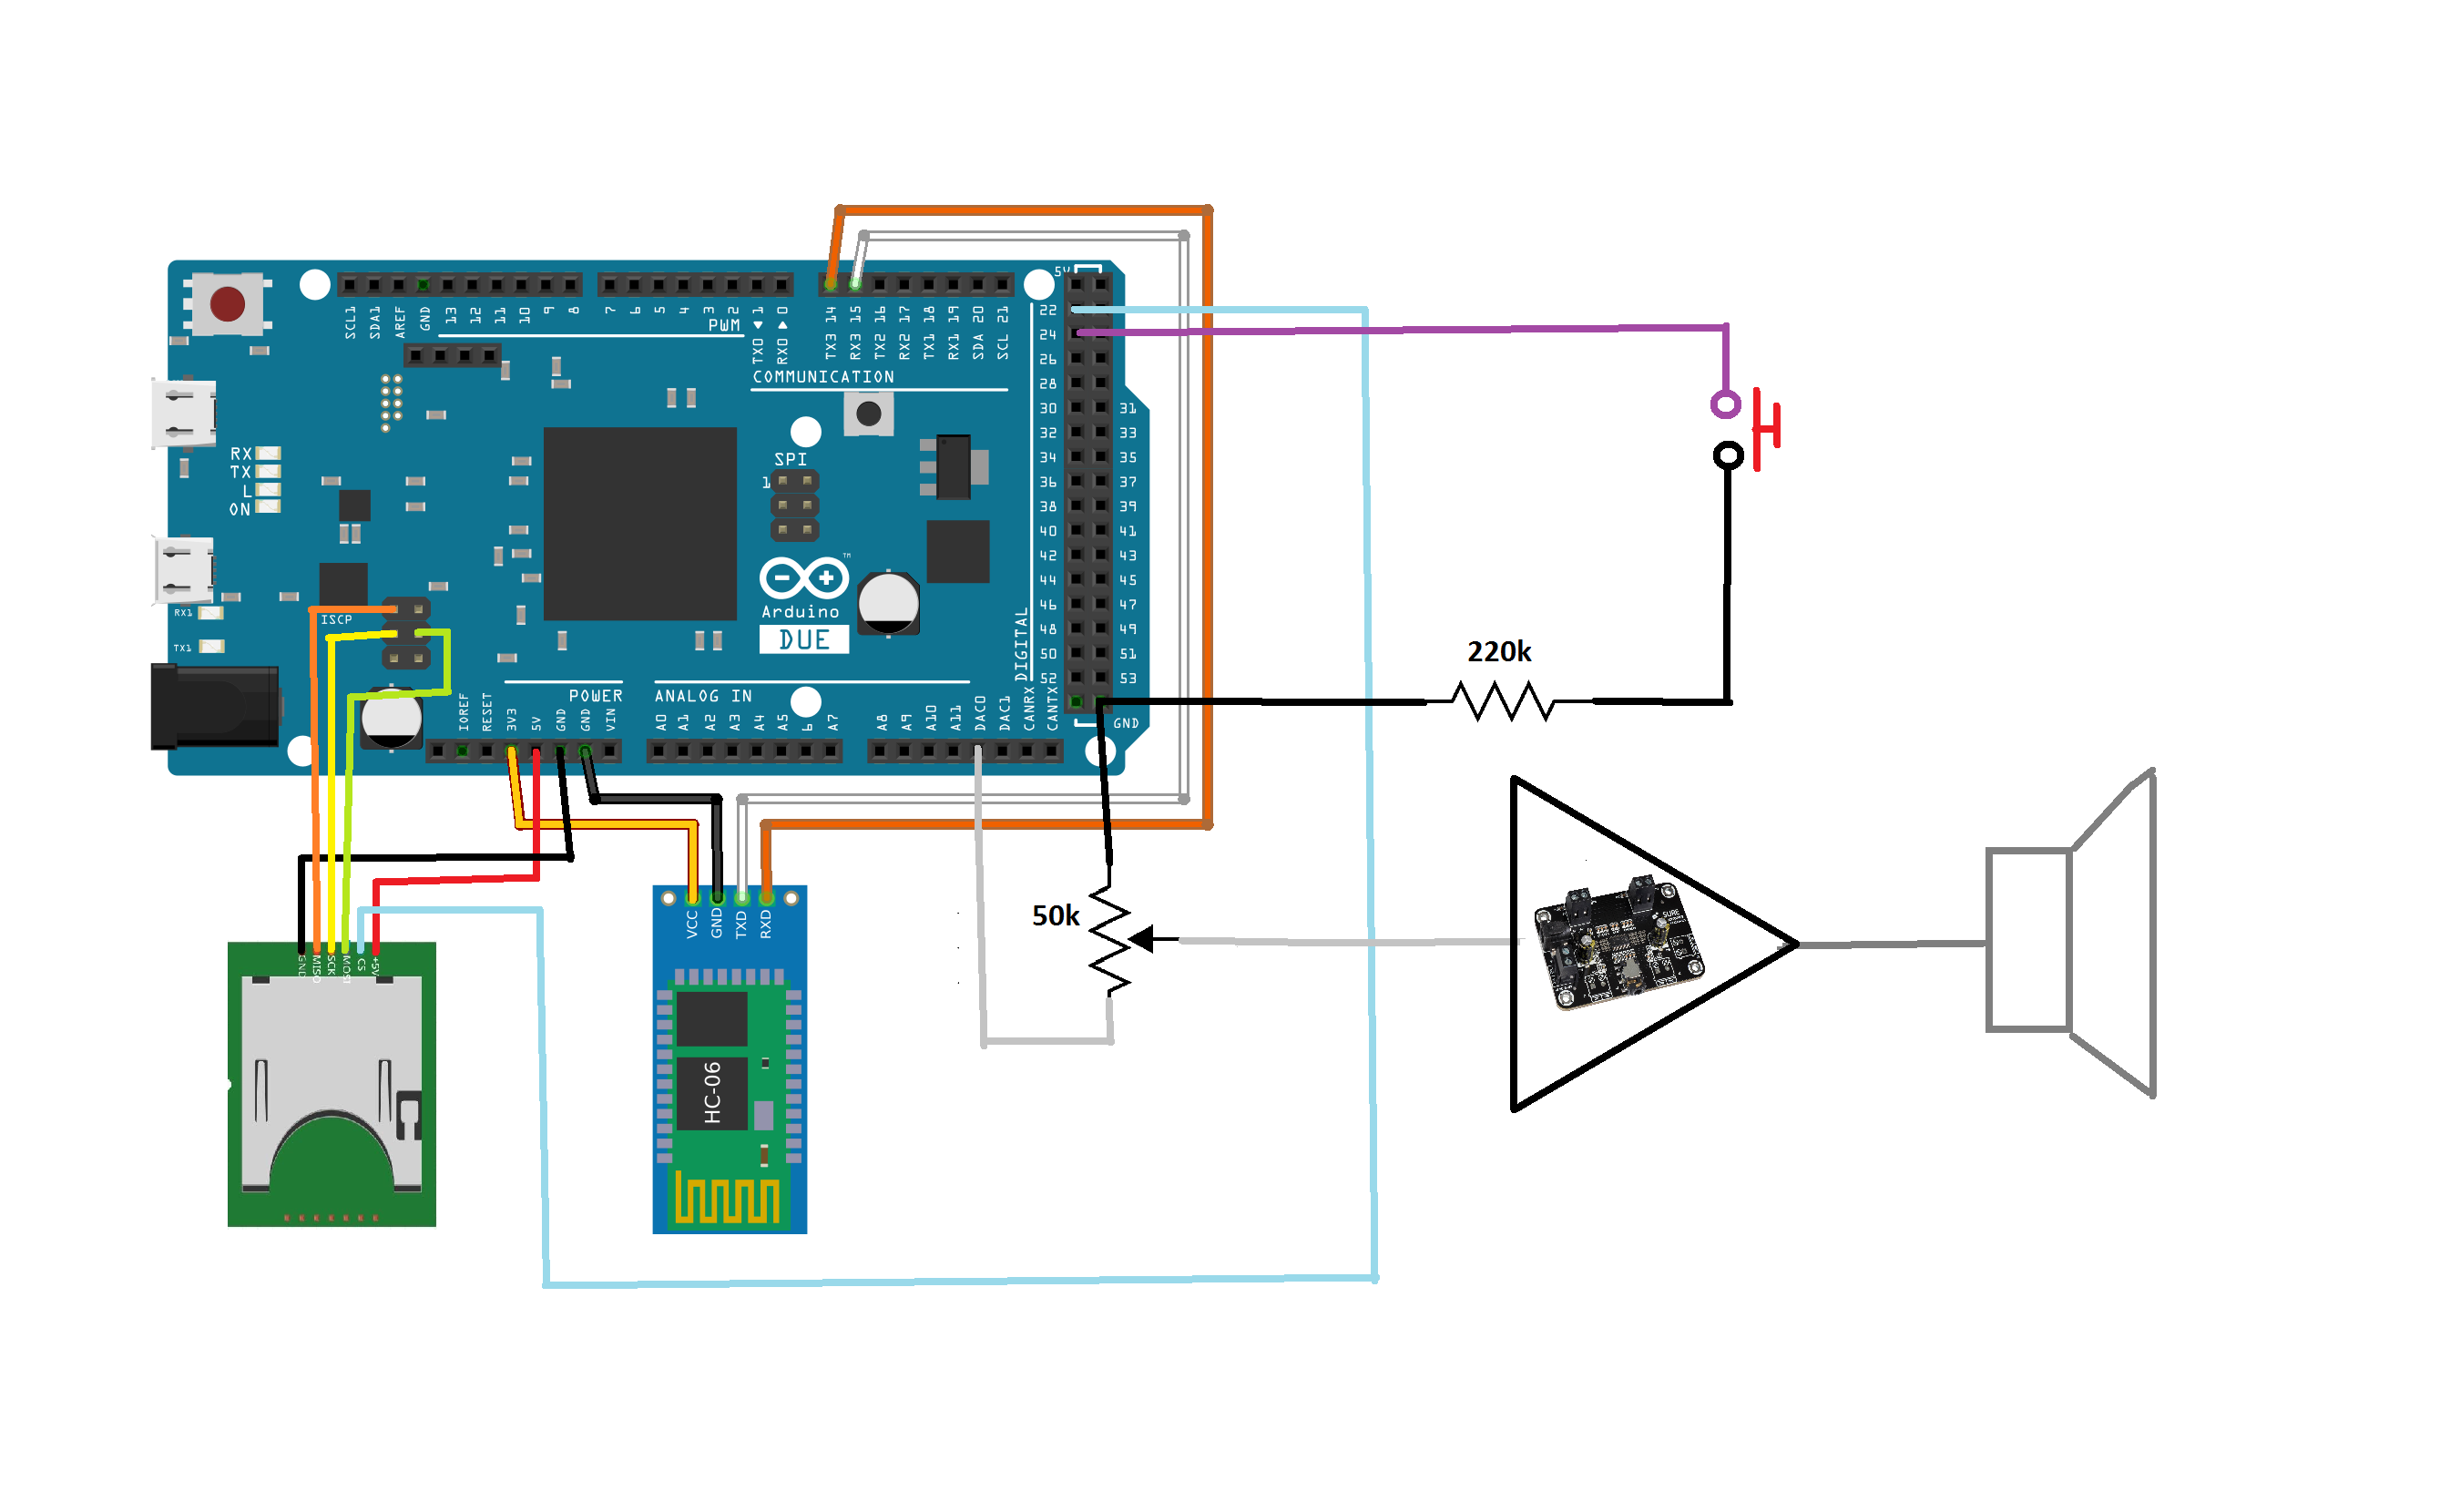 5V
SCL1
SDA1
AREF
GND
13
12
11
10
9
8
7
6
5
4
3
2
TX0 1
RX0 0
PWM
TX3 14
RX3 15
TX2 16
RX2 17
TX1 18
RX1 19
SDA 20
SCL 21
COMMUNICATION
22
24
26
28
30 31
32 33
34 35
36 37
38 39
40 41
42 43
44 45
46 47
48 49
50 51
52 53
DIGITAL
GND
RX
TX
L
ON
SPI
1
TM
Arduino
DUE
RX1
ISCP
TX1
POWER
ANALOG IN
IOREF
RESET
3V3
5V
GND
GND
VIN
A0
A1
A2
A3
A4
A5
6
A7
A8
A9
A10
A11
DAC0
DAC1
CANRX
CANTX
220k
50k
VCC
GND
TXD
RXD
HC-06
GND
MISO
SCK
MOSI
CS
+5V
SURE